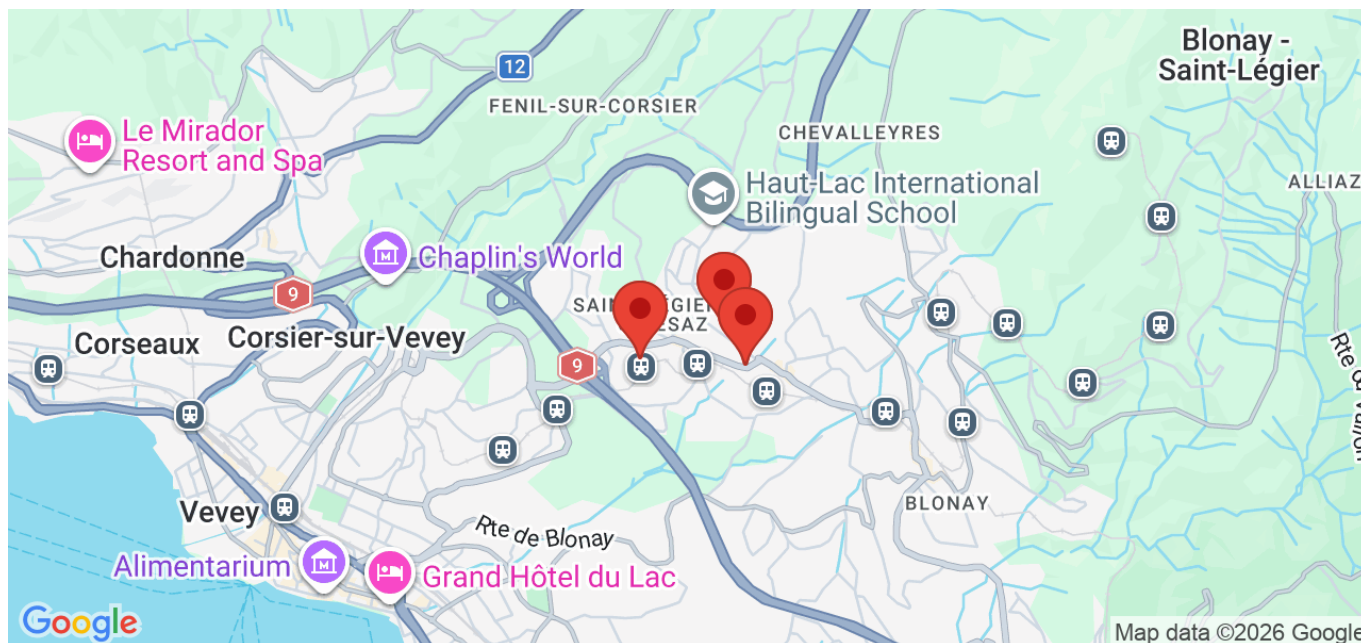 Blonay -
Saint-Légier
12
FENIL-SUR-CORSIER
Le Mirador
Resort and Spa
CHEVALLEYRES
Haut-Lac International
Bilingual School
ALLIAZ
Chardonne
Chaplin's World
9
SAINT-LÉGIER
Corseaux
Corsier-sur-Vevey
9
Vevey
Rte de Blonay
BLONAY
Alimentarium
Grand Hôtel du Lac
Google
Map data ©2026 Google